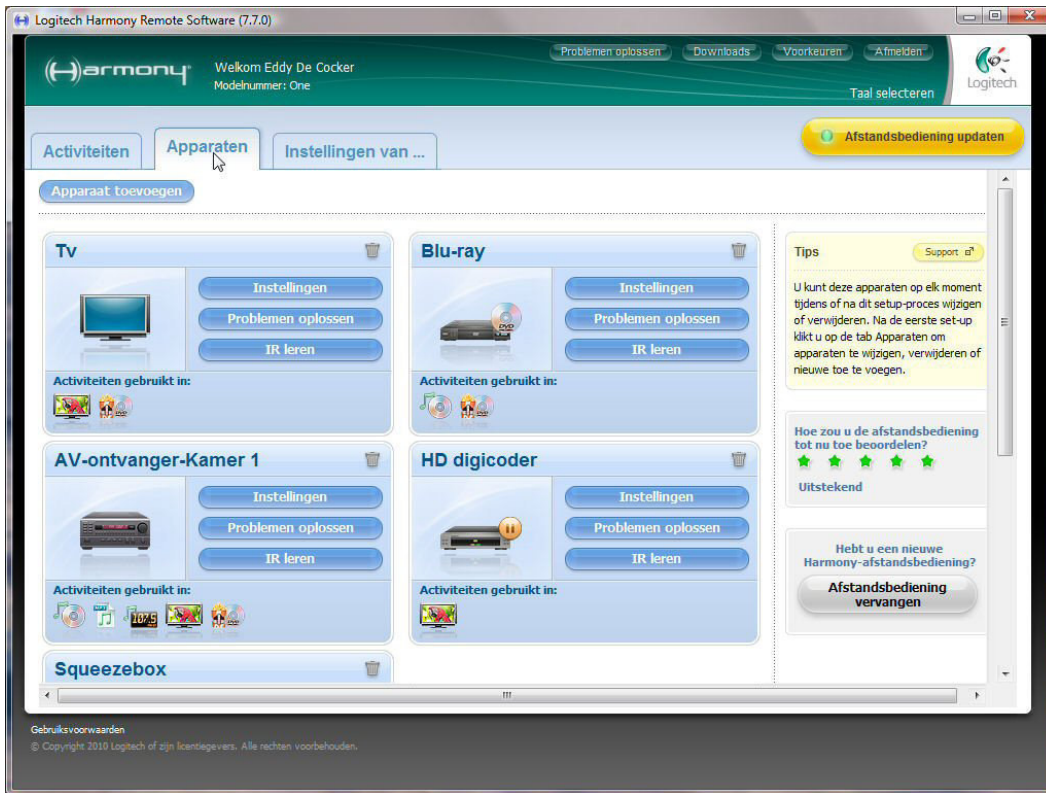 Logitech Harmony Remote Software (7.7.0)
Harmony
Welkom Eddy De Cocker
Modelnummer: One
Problemen oplossen
Downloads
Voorkeuren
Afmelden
Taal selecteren
Logitech
Activiteiten
Apparaten
Instellingen van ...
Afstandsbediening updaten
Apparaat toevoegen
Tv
Instellingen
Problemen oplossen
IR leren
Activiteiten gebruikt in:
Blu-ray
DVD
Instellingen
Problemen oplossen
IR leren
Activiteiten gebruikt in:
AV-ontvanger-Kamer 1
Instellingen
Problemen oplossen
IR leren
Activiteiten gebruikt in:
107.5
HD digicoder
Instellingen
Problemen oplossen
IR leren
Activiteiten gebruikt in:
Squeezebox
Tips
Support
U kunt deze apparaten op elk moment
tijdens of na dit setup-proces wijzigen
of verwijderen. Na de eerste set-up
klikt u op de tab Apparaten om
apparaten te wijzigen, verwijderen of
nieuwe toe te voegen.
Hoe zou u de afstandsbediening
tot nu toe beoordelen?
Uitstekend
Hebt u een nieuwe
Harmony-afstandsbediening?
Afstandsbediening
vervangen
Gebruiksvoorwaarden
© Copyright 2010 Logitech of zijn licentiegevers. Alle rechten voorbehouden.